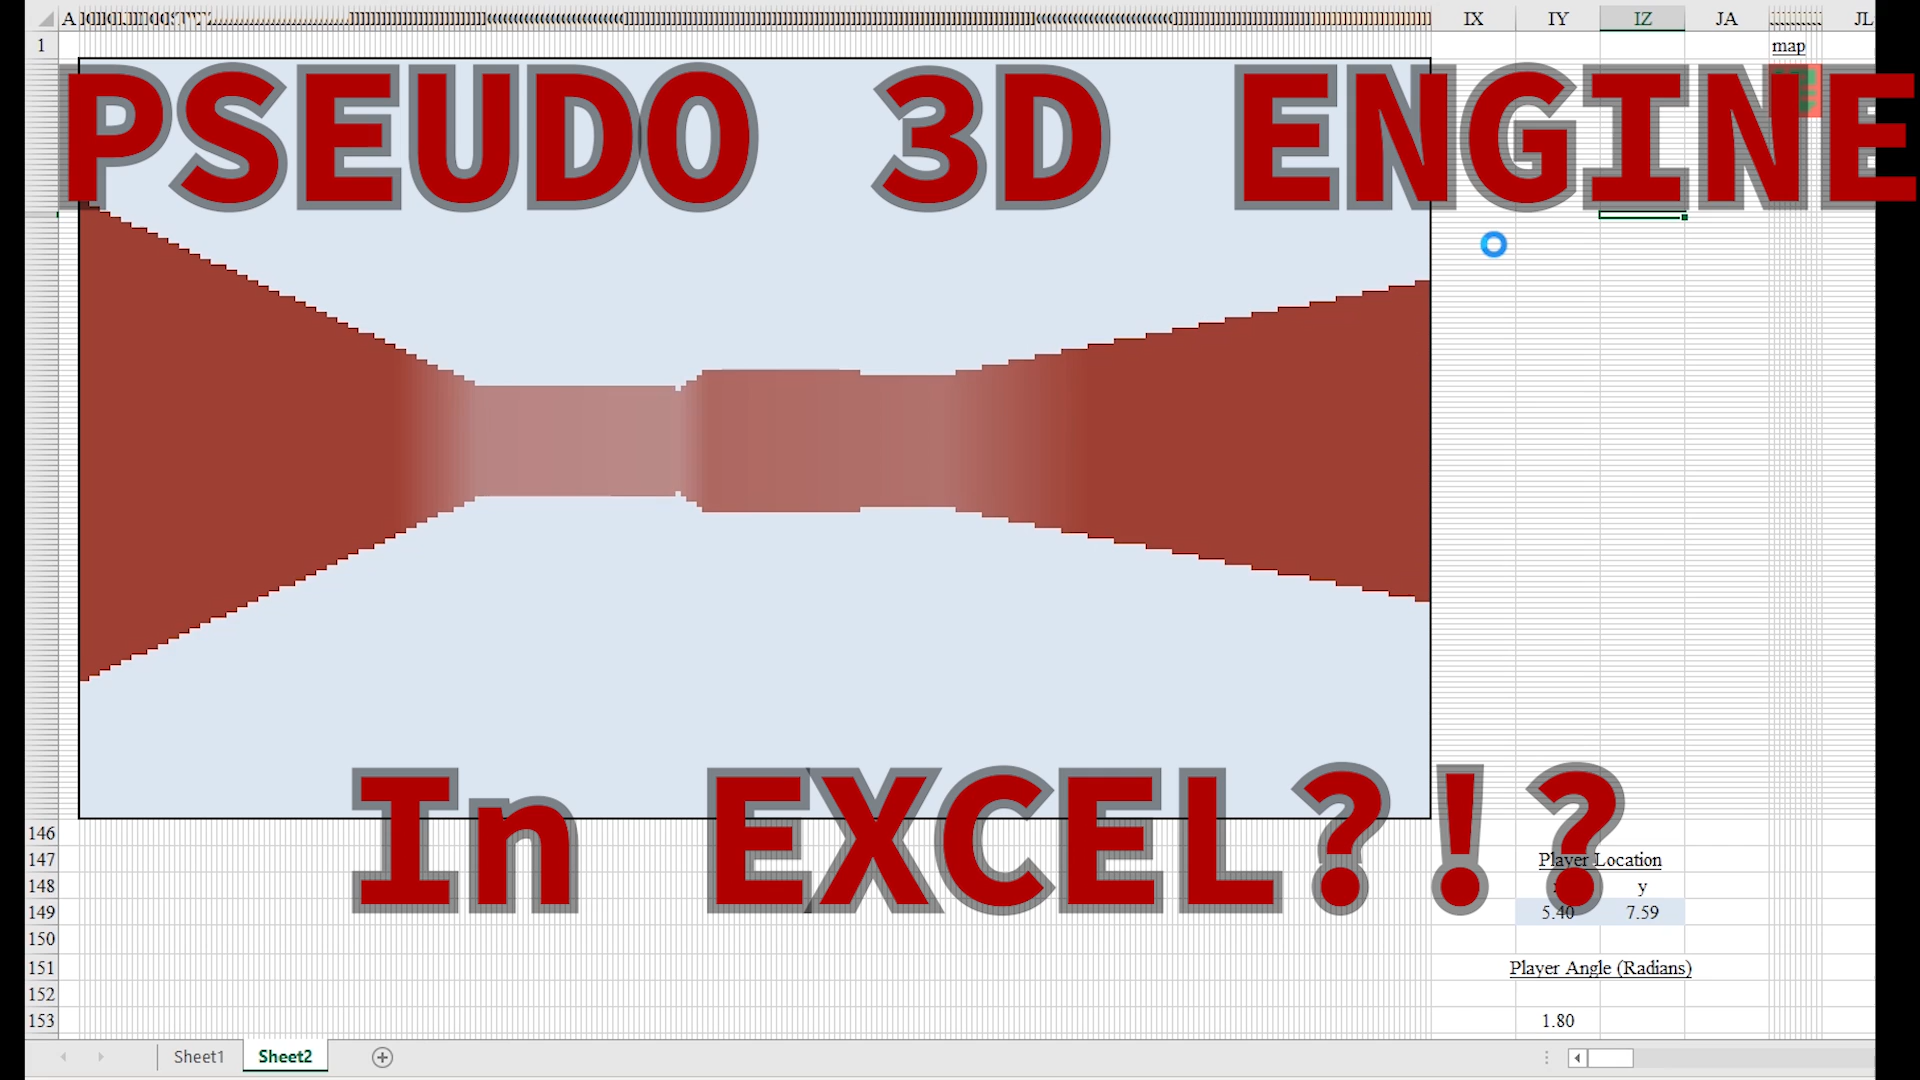 A IX IY IZ JA JL
1 map
PSEUDO 3D ENGINE
In EXCEL?!?
146
147 Player Location
148 y
149 5.40 7.59
150
151 Player Angle (Radians)
152
153 1.80
Sheet1 Sheet2